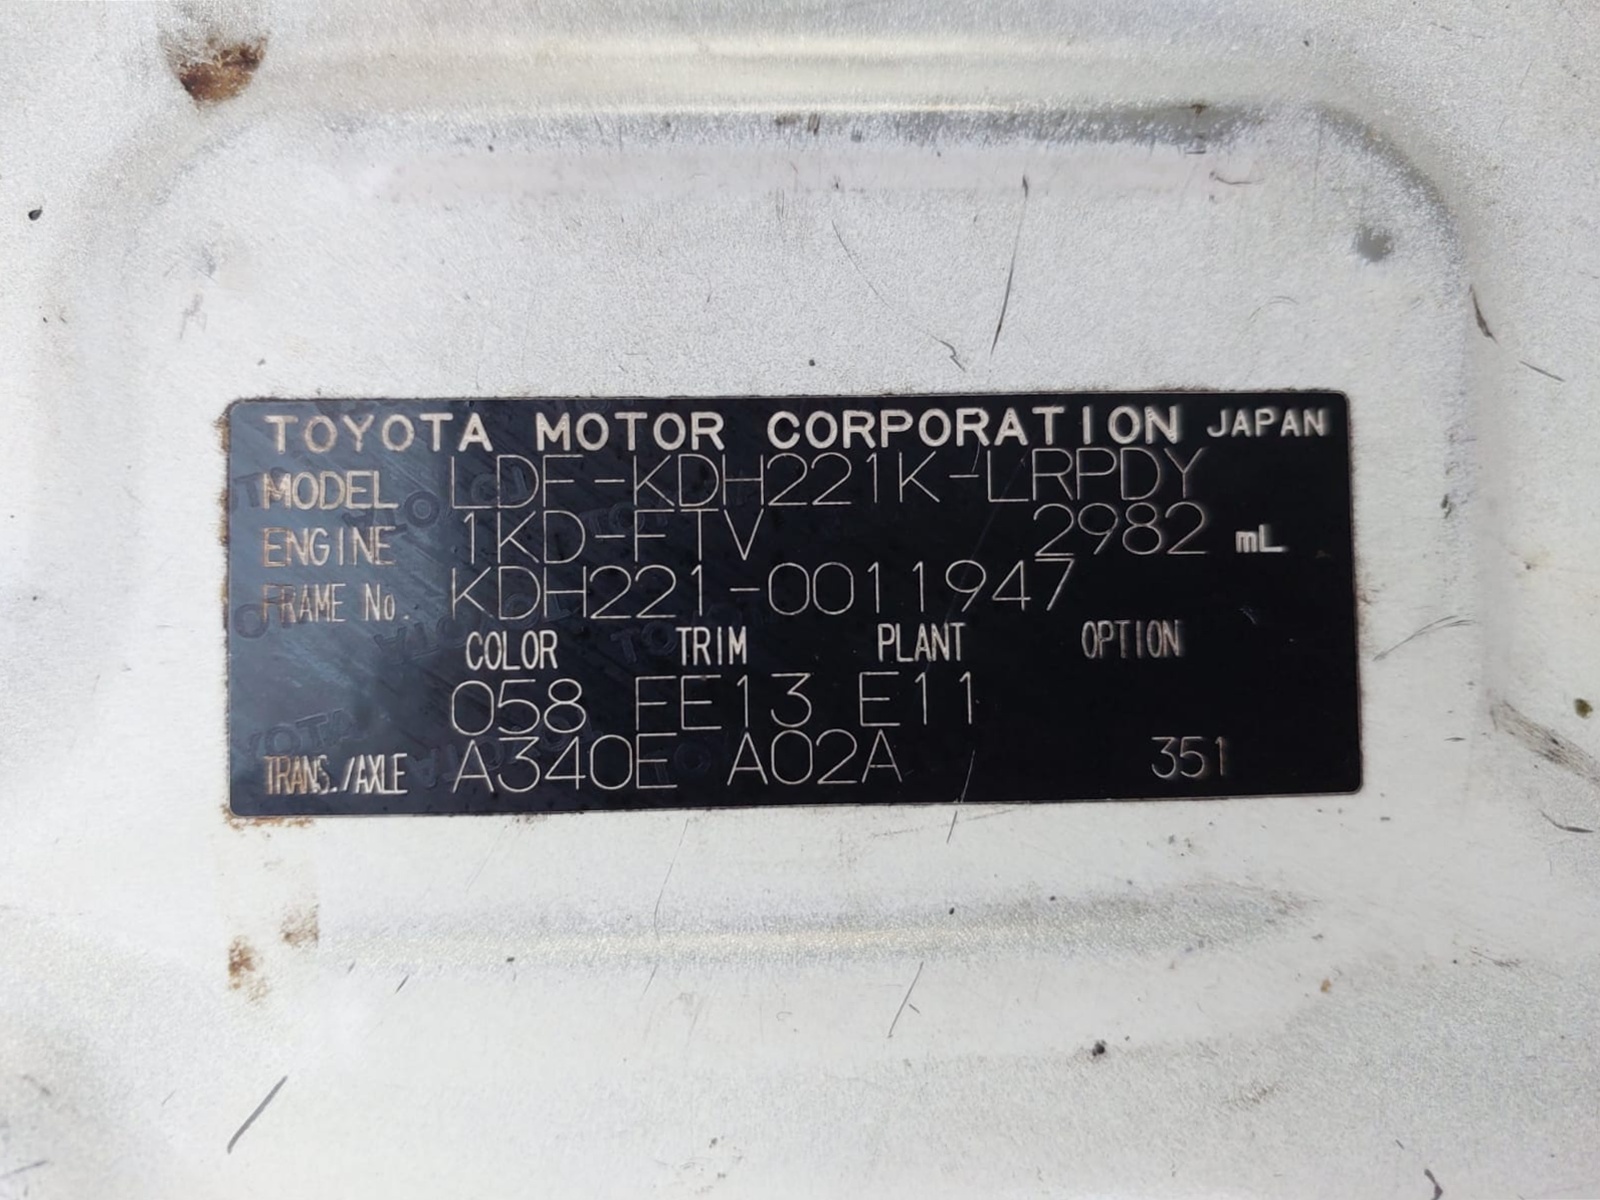 TOYOTA MOTOR CORPORATION JAPAN
MODEL LDF-KDH221K-LRPDY
ENGINE 1KD-FTV 2982 mL
FRAME No. KDH221-0011947
COLOR TRIM PLANT OPTION
058 FE13 E11
TRANS./AXLE A340E A02A 351